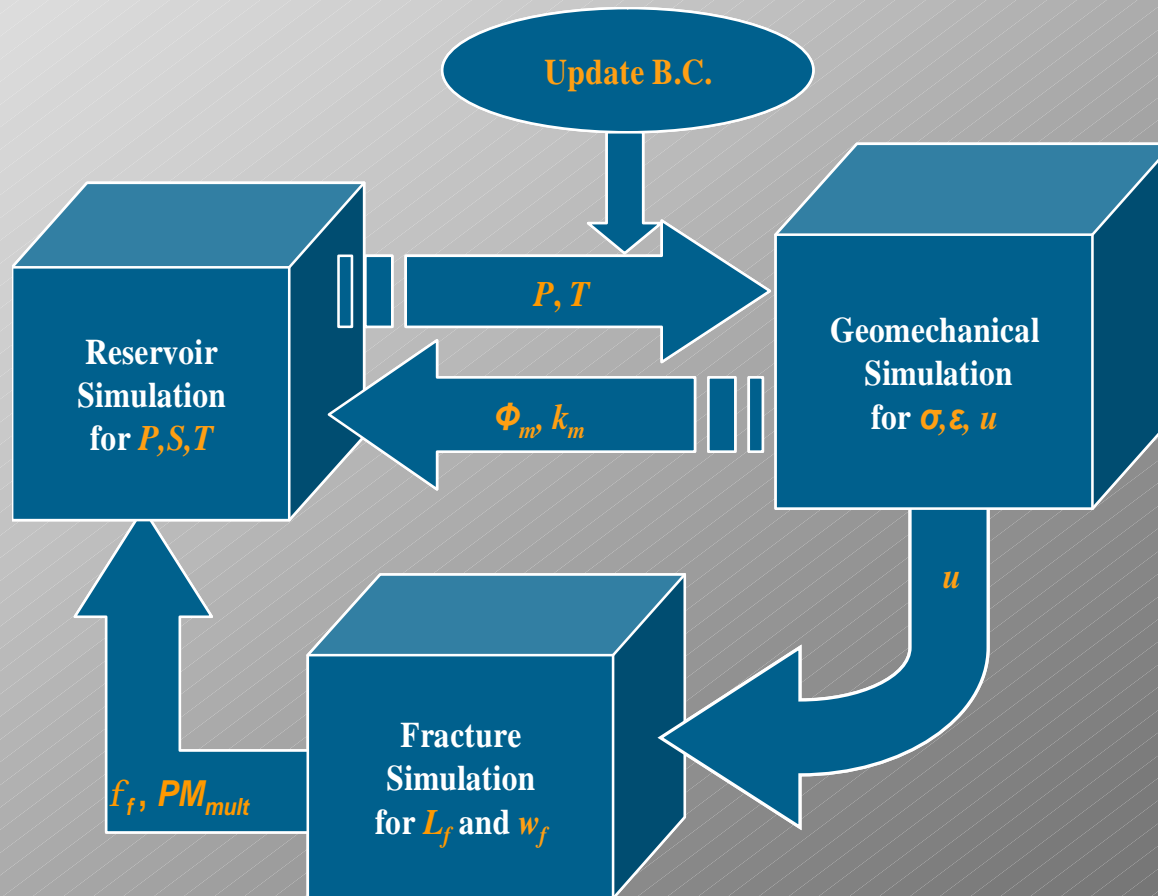 Update B.C.
P, T
Reservoir
Simulation
for P,S,T
Geomechanical
Simulation
for σ,ε, u
Φm, km
u
Fracture
Simulation
for Lf and wf
ff, PMmult